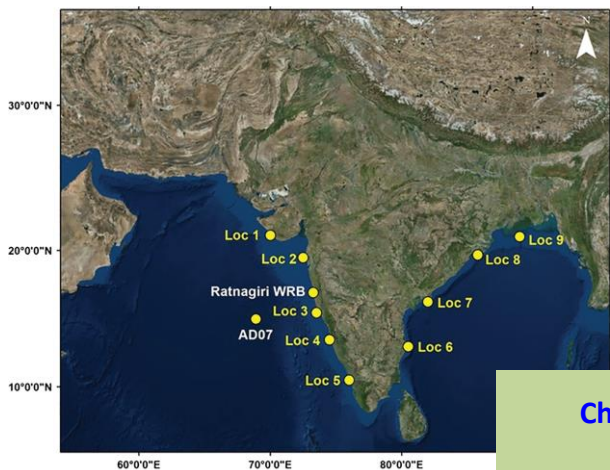 N
30°0'0"N
20°0'0"N
10°0'0"N
Loc 1
Loc 2
Ratnagiri WRB
Loc 3
AD07
Loc 4
Loc 5
Loc 9
Loc 8
Loc 7
Loc 6
60°0'0"E
70°0'0"E
80°0'0"E
Ch